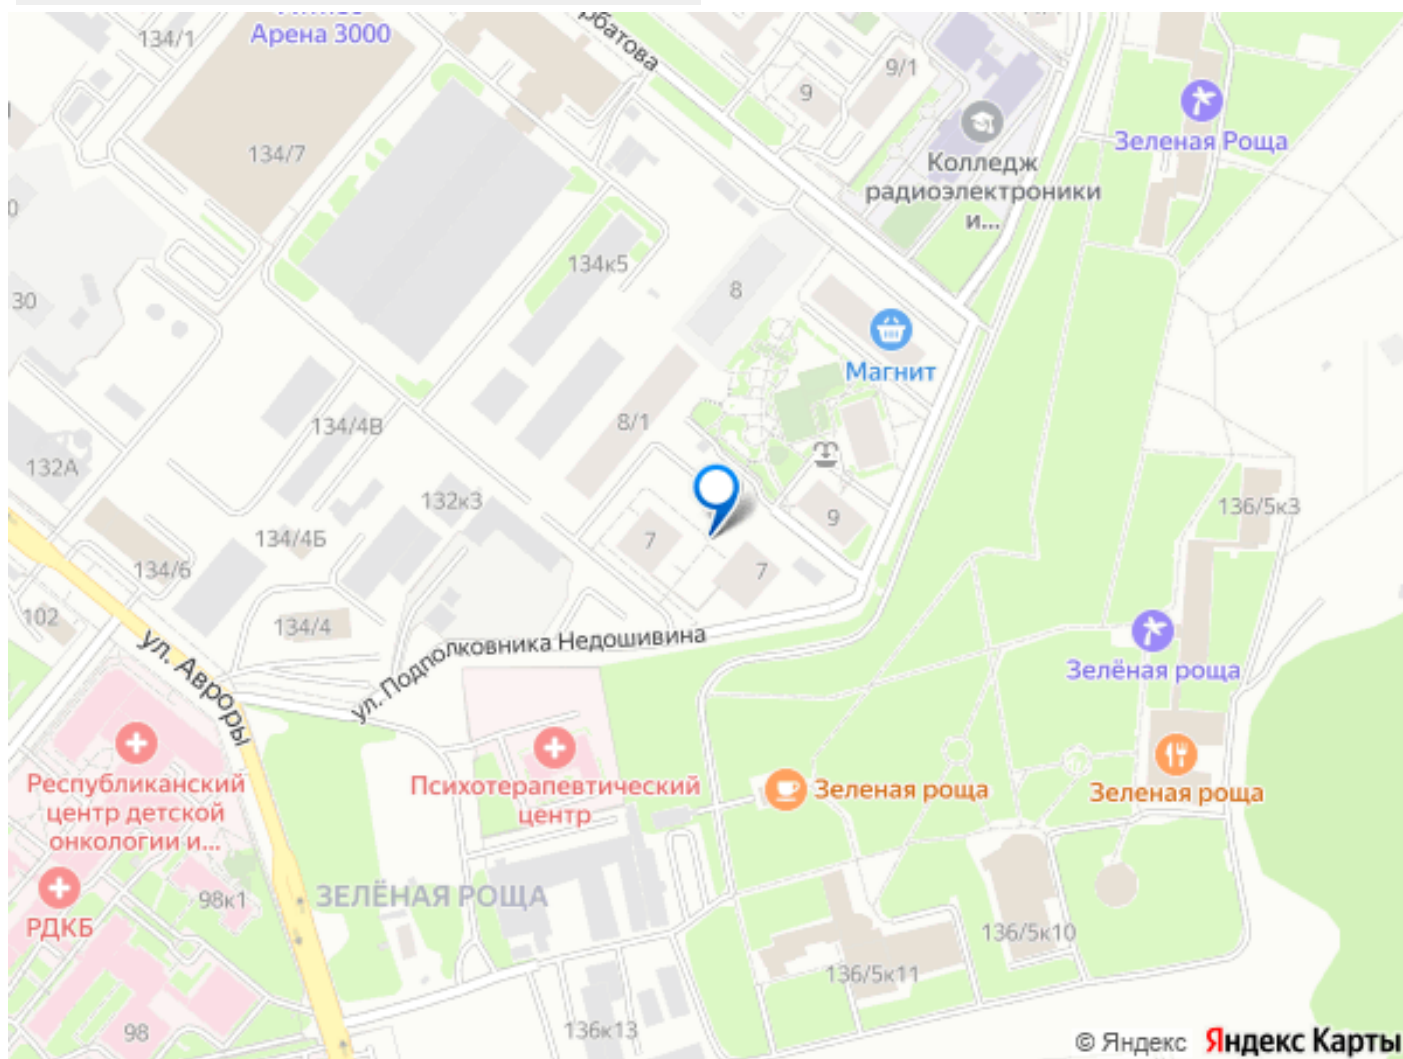 134/1
Арена 3000
134/7
рбатова
9/1
9
Колледж
радиоэлектроники
и...
Зеленая Роща
0
30
134к5
8
Магнит
134/4В
8/1
132А
132к3
136/5к3
134/4Б
7
9
134/6
7
102
134/4
ул. Подполковника Недошивина
ул. Авроры
Зелёная роща
Республиканский
центр детской
онкологии и...
Психотерапевтический
центр
Зеленая роща
Зеленая роща
РДКБ
98к1
ЗЕЛЁНАЯ РОЩА
136/5к10
136/5к11
98
136к13
© Яндекс Яндекс Карты